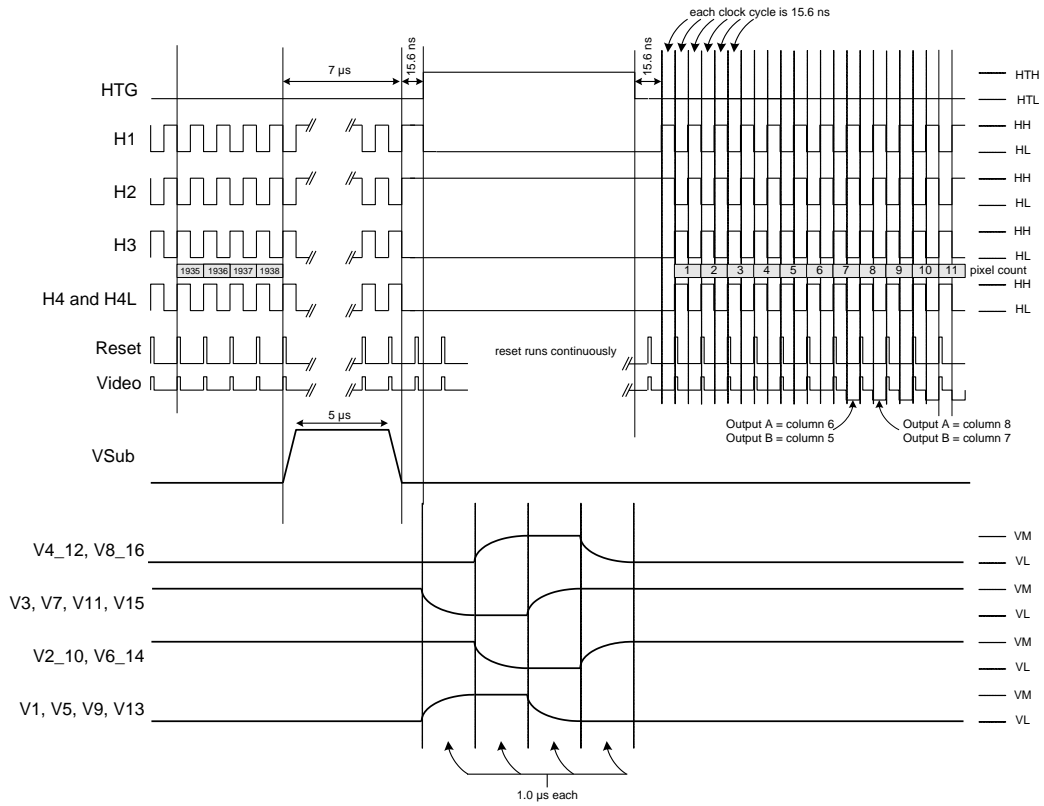 each clock cycle is 15.6 ns
7 µs
15.6 ns
15.6 ns
HTG
HTH
HTL
H1
HH
HL
H2
HH
HL
H3
HH
HL
1935 1936 1937 1938
1 2 3 4 5 6 7 8 9 10 11 pixel count
H4 and H4L
HH
HL
Reset
reset runs continuously
Video
5 µs
Output A = column 6
Output B = column 5
Output A = column 8
Output B = column 7
VSub
V4_12, V8_16
VM
VL
V3, V7, V11, V15
VM
VL
V2_10, V6_14
VM
VL
V1, V5, V9, V13
VM
VL
1.0 µs each